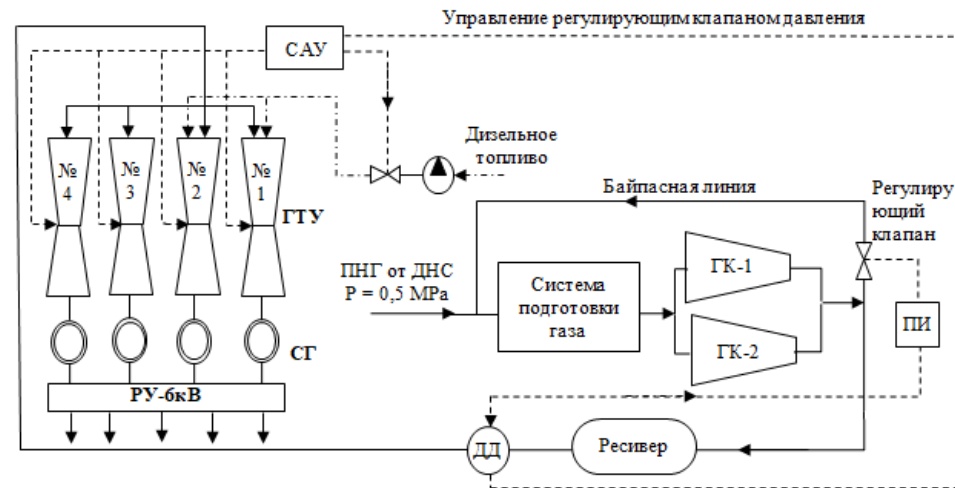 Управление регулирующим клапаном давления
САУ
Дизельное
топливо
№
4
№
3
№
2
№
1
ГТУ
Байпасная линия
Регулиру
ющий
клапан
ПНГ от ДНС
P = 0,5 MPa
Система
подготовки
газа
ГК-1
ГК-2
ПИ
СГ
РУ-6кВ
ДД
Ресивер